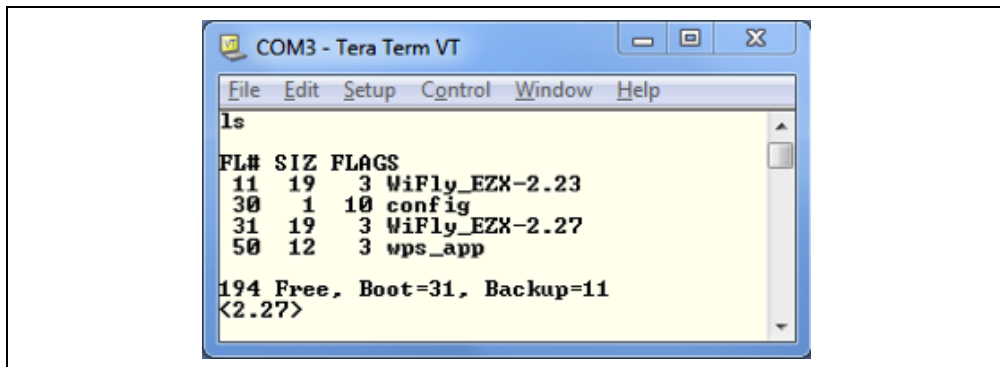 COM3 - Tera Term VT
File Edit Setup Control Window Help
ls
FL# SIZ FLAGS
11 19 3 WiFly_EZX-2.23
30 1 10 config
31 19 3 WiFly_EZX-2.27
50 12 3 wps_app
194 Free, Boot=31, Backup=11
<2.27>